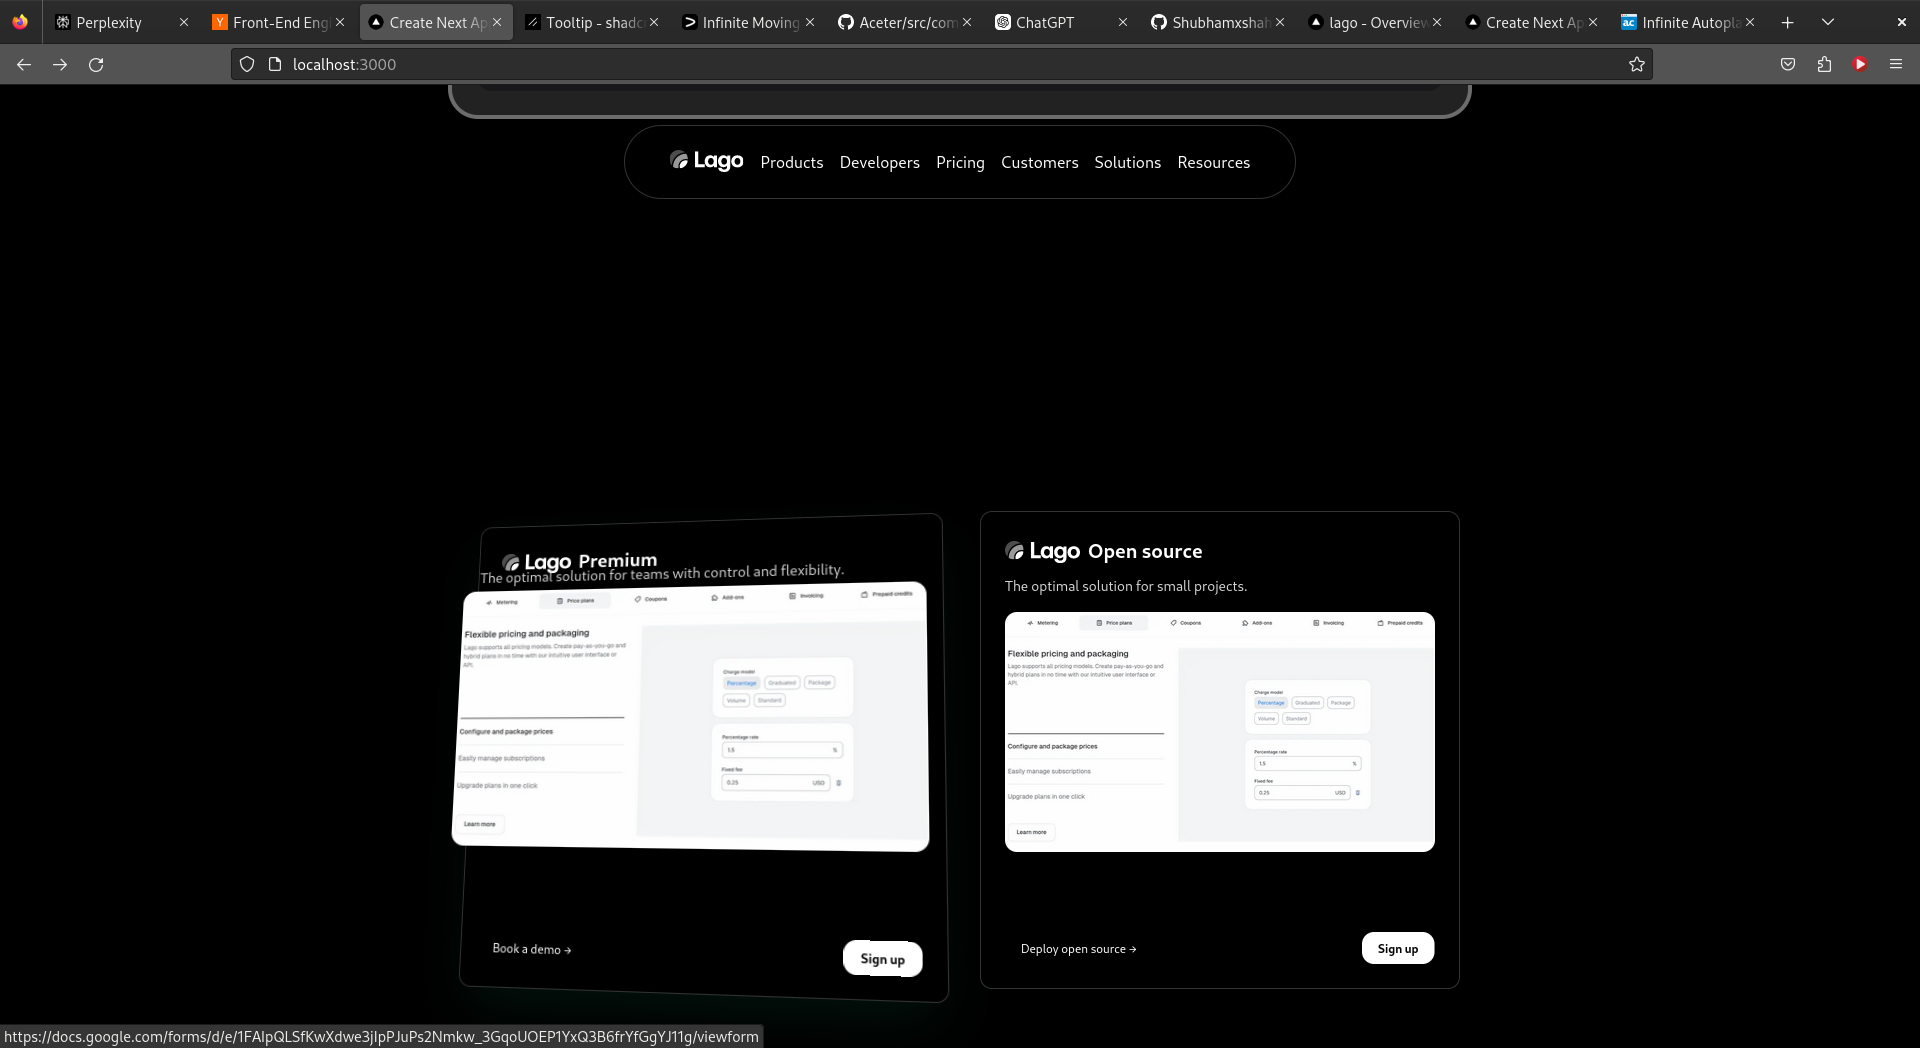 Perplexity
Front-End Eng
Create Next Ap
Tooltip - shadc
Infinite Moving
Aceter/src/com
ChatGPT
Shubhamxshah
lago - Overview
Create Next Ap
Infinite Autopla
localhost:3000
Lago Products Developers Pricing Customers Solutions Resources
Lago Premium
The optimal solution for teams with control and flexibility.
Metering Price plans Coupons Add-ons Invoicing Prepaid credits
Flexible pricing and packaging
Lago supports all pricing models. Create pay-as-you-go and
hybrid plans in no time with our intuitive user interface or
API.
Charge model
Percentage Graduated Package
Volume Standard
Configure and package prices
Percentage rate
1.5 %
Easily manage subscriptions
Fixed fee
0.25 USD
Upgrade plans in one click
Learn more
Book a demo →
Sign up
Lago Open source
The optimal solution for small projects.
Metering Price plans Coupons Add-ons Invoicing Prepaid credits
Flexible pricing and packaging
Lago supports all pricing models. Create pay-as-you-go and
hybrid plans in no time with our intuitive user interface or
API.
Charge model
Percentage Graduated Package
Volume Standard
Configure and package prices
Percentage rate
1.5 %
Easily manage subscriptions
Fixed fee
0.25 USD
Upgrade plans in one click
Learn more
Deploy open source →
Sign up
https://docs.google.com/forms/d/e/1FAIpQLSfKwXdwe3jIpPJuPs2Nmkw_3GqoUOEP1YxQ3B6frYfGgYJ11g/viewform